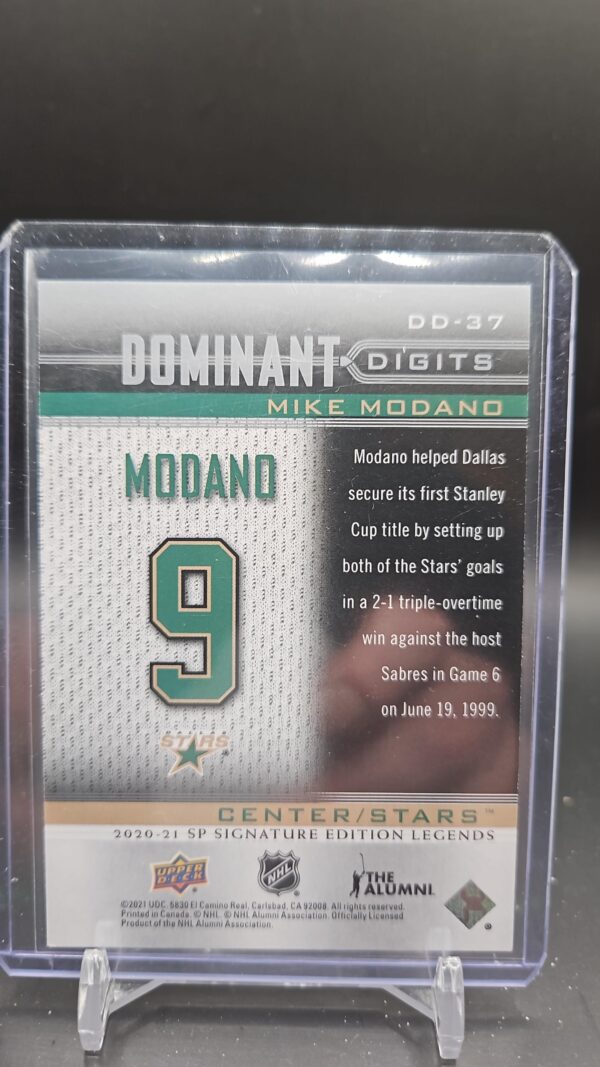 DD-37
DOMINANT DIGITS
MIKE MODANO
MODANO
9
STARS
Modano helped Dallas
secure its first Stanley
Cup title by setting up
both of the Stars' goals
in a 2-1 triple-overtime
win against the host
Sabres in Game 6
on June 19, 1999.
CENTER/STARS™
2020-21 SP SIGNATURE EDITION LEGENDS
UPPER DECK
NHL
THE ALUMNI
©2021 UDC. 5830 El Camino Real, Carlsbad, CA 92008. All rights reserved.
Printed in Canada. © NHL. © NHL Alumni Association. Officially Licensed
Product of the NHL Alumni Association.